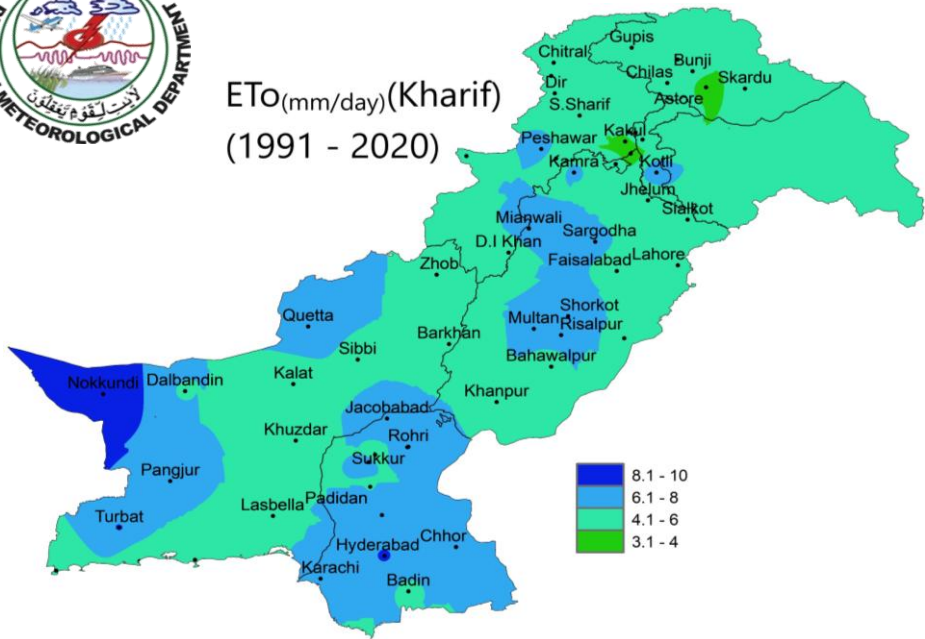 METEOROLOGICAL DEPARTMENT
ETo(mm/day)(Kharif)
(1991 - 2020)
Gupis
Chitral
Bunji
Chilas
Skardu
Dir
Astore
S.Sharif
Kakul
Peshawar
Kamra
Kotli
Jhelum
Sialkot
Mianwali
Sargodha
D.I Khan
Lahore
Faisalabad
Zhob
Shorkot
Quetta
Multan
Risalpur
Barkhan
Sibbi
Bahawalpur
Kalat
Nokkundi
Dalbandin
Khanpur
Jacobabad
Khuzdar
Rohri
Sukkur
Pangjur
8.1 - 10
6.1 - 8
Padidan
Lasbella
4.1 - 6
Turbat
3.1 - 4
Chhor
Hyderabad
Karachi
Badin